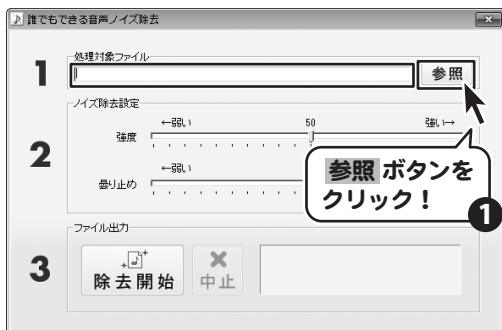 誰でもできる音声ノイズ除去
1
処理対象ファイル
参照
2
ノイズ除去設定
←弱い
50
強い→
強度
←弱い
曇り止め
参照 ボタンを
クリック！
1
3
ファイル出力
除去開始
中止